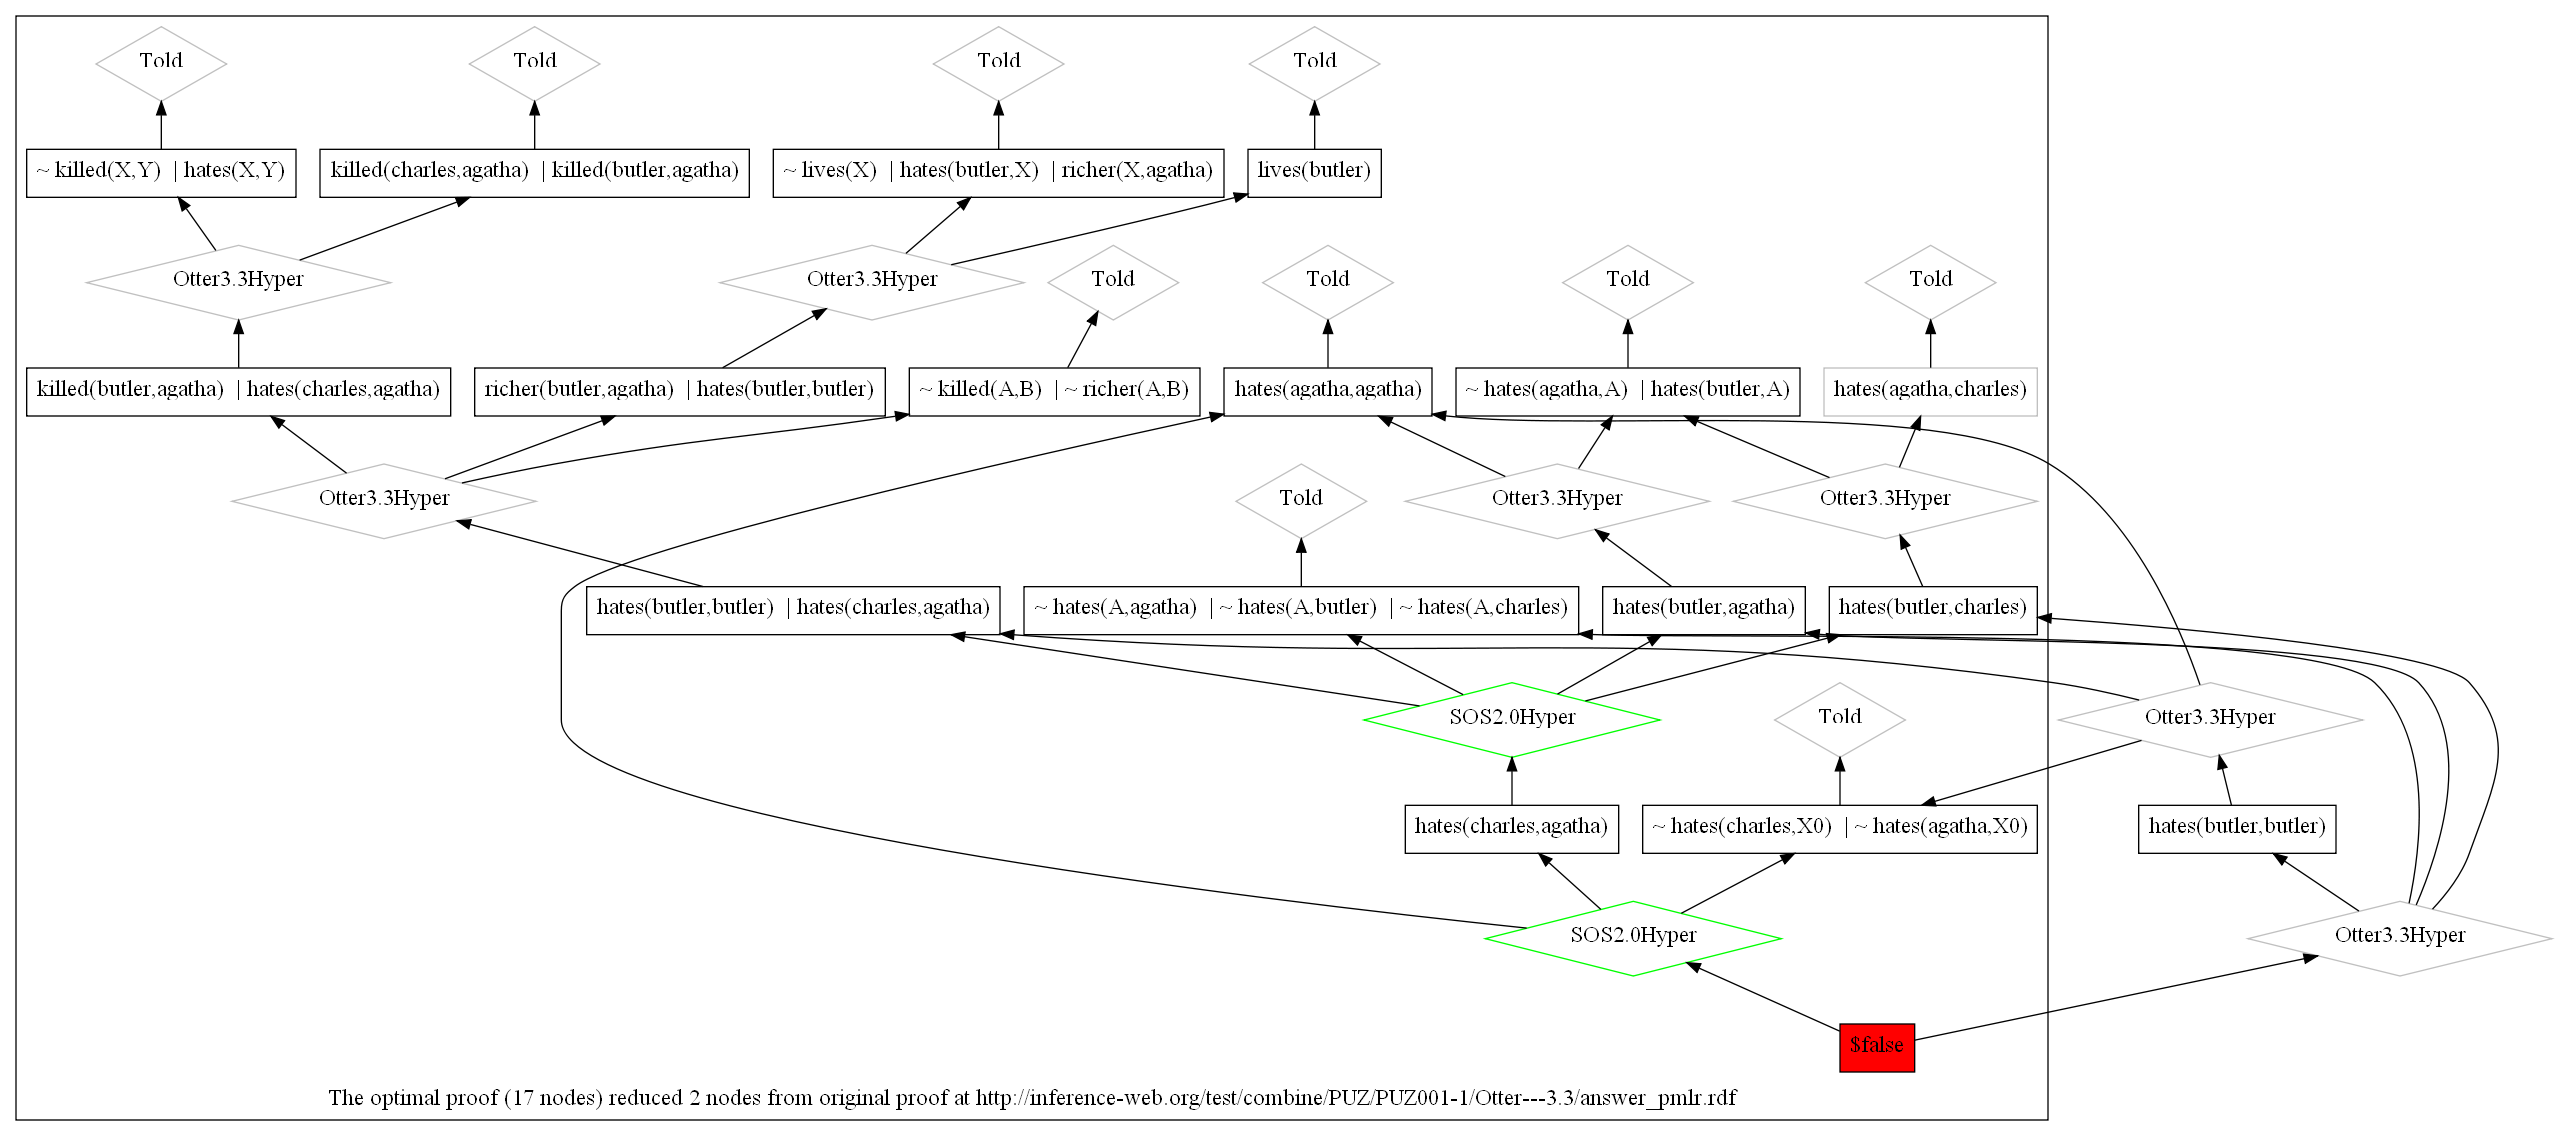 Told
Told
Told
Told
~ killed(X,Y) | hates(X,Y)
killed(charles,agatha) | killed(butler,agatha)
~ lives(X) | hates(butler,X) | richer(X,agatha)
lives(butler)
Otter3.3Hyper
Otter3.3Hyper
Told
Told
Told
Told
killed(butler,agatha) | hates(charles,agatha)
richer(butler,agatha) | hates(butler,butler)
~ killed(A,B) | ~ richer(A,B)
hates(agatha,agatha)
~ hates(agatha,A) | hates(butler,A)
hates(agatha,charles)
Otter3.3Hyper
Told
Otter3.3Hyper
Otter3.3Hyper
hates(butler,butler) | hates(charles,agatha)
~ hates(A,agatha) | ~ hates(A,butler) | ~ hates(A,charles)
hates(butler,agatha)
hates(butler,charles)
SOS2.0Hyper
Told
Otter3.3Hyper
hates(charles,agatha)
~ hates(charles,X0) | ~ hates(agatha,X0)
hates(butler,butler)
SOS2.0Hyper
Otter3.3Hyper
$false
The optimal proof (17 nodes) reduced 2 nodes from original proof at http://inference-web.org/test/combine/PUZ/PUZ001-1/Otter---3.3/answer_pmlr.rdf